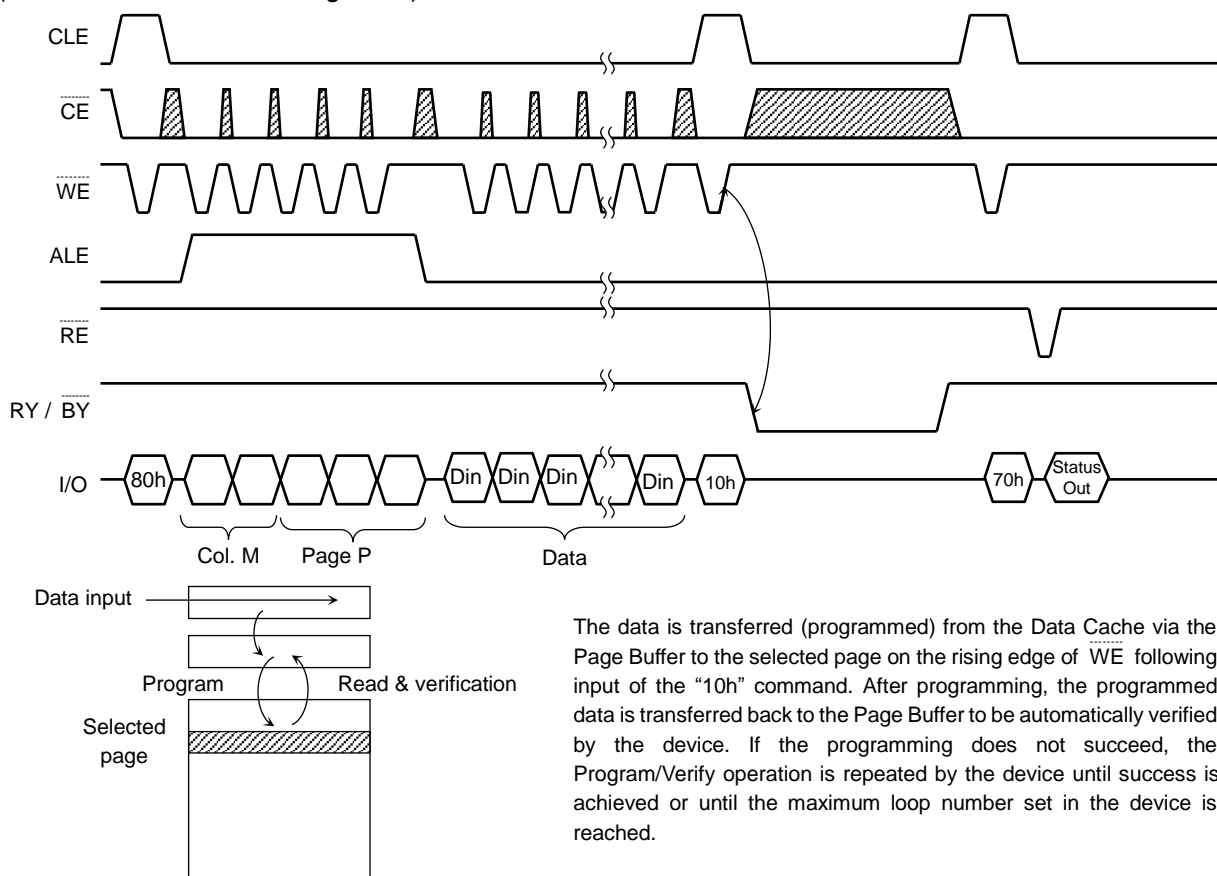 CLE
CE
WE
ALE
RE
RY / BY
I/O 80h Din Din Din Din 10h 70h Status Out
Col. M Page P Data
Data input
Program Read & verification
Selected
page
The data is transferred (programmed) from the Data Cache via the
Page Buffer to the selected page on the rising edge of WE following
input of the “10h” command. After programming, the programmed
data is transferred back to the Page Buffer to be automatically verified
by the device. If the programming does not succeed, the
Program/Verify operation is repeated by the device until success is
achieved or until the maximum loop number set in the device is
reached.